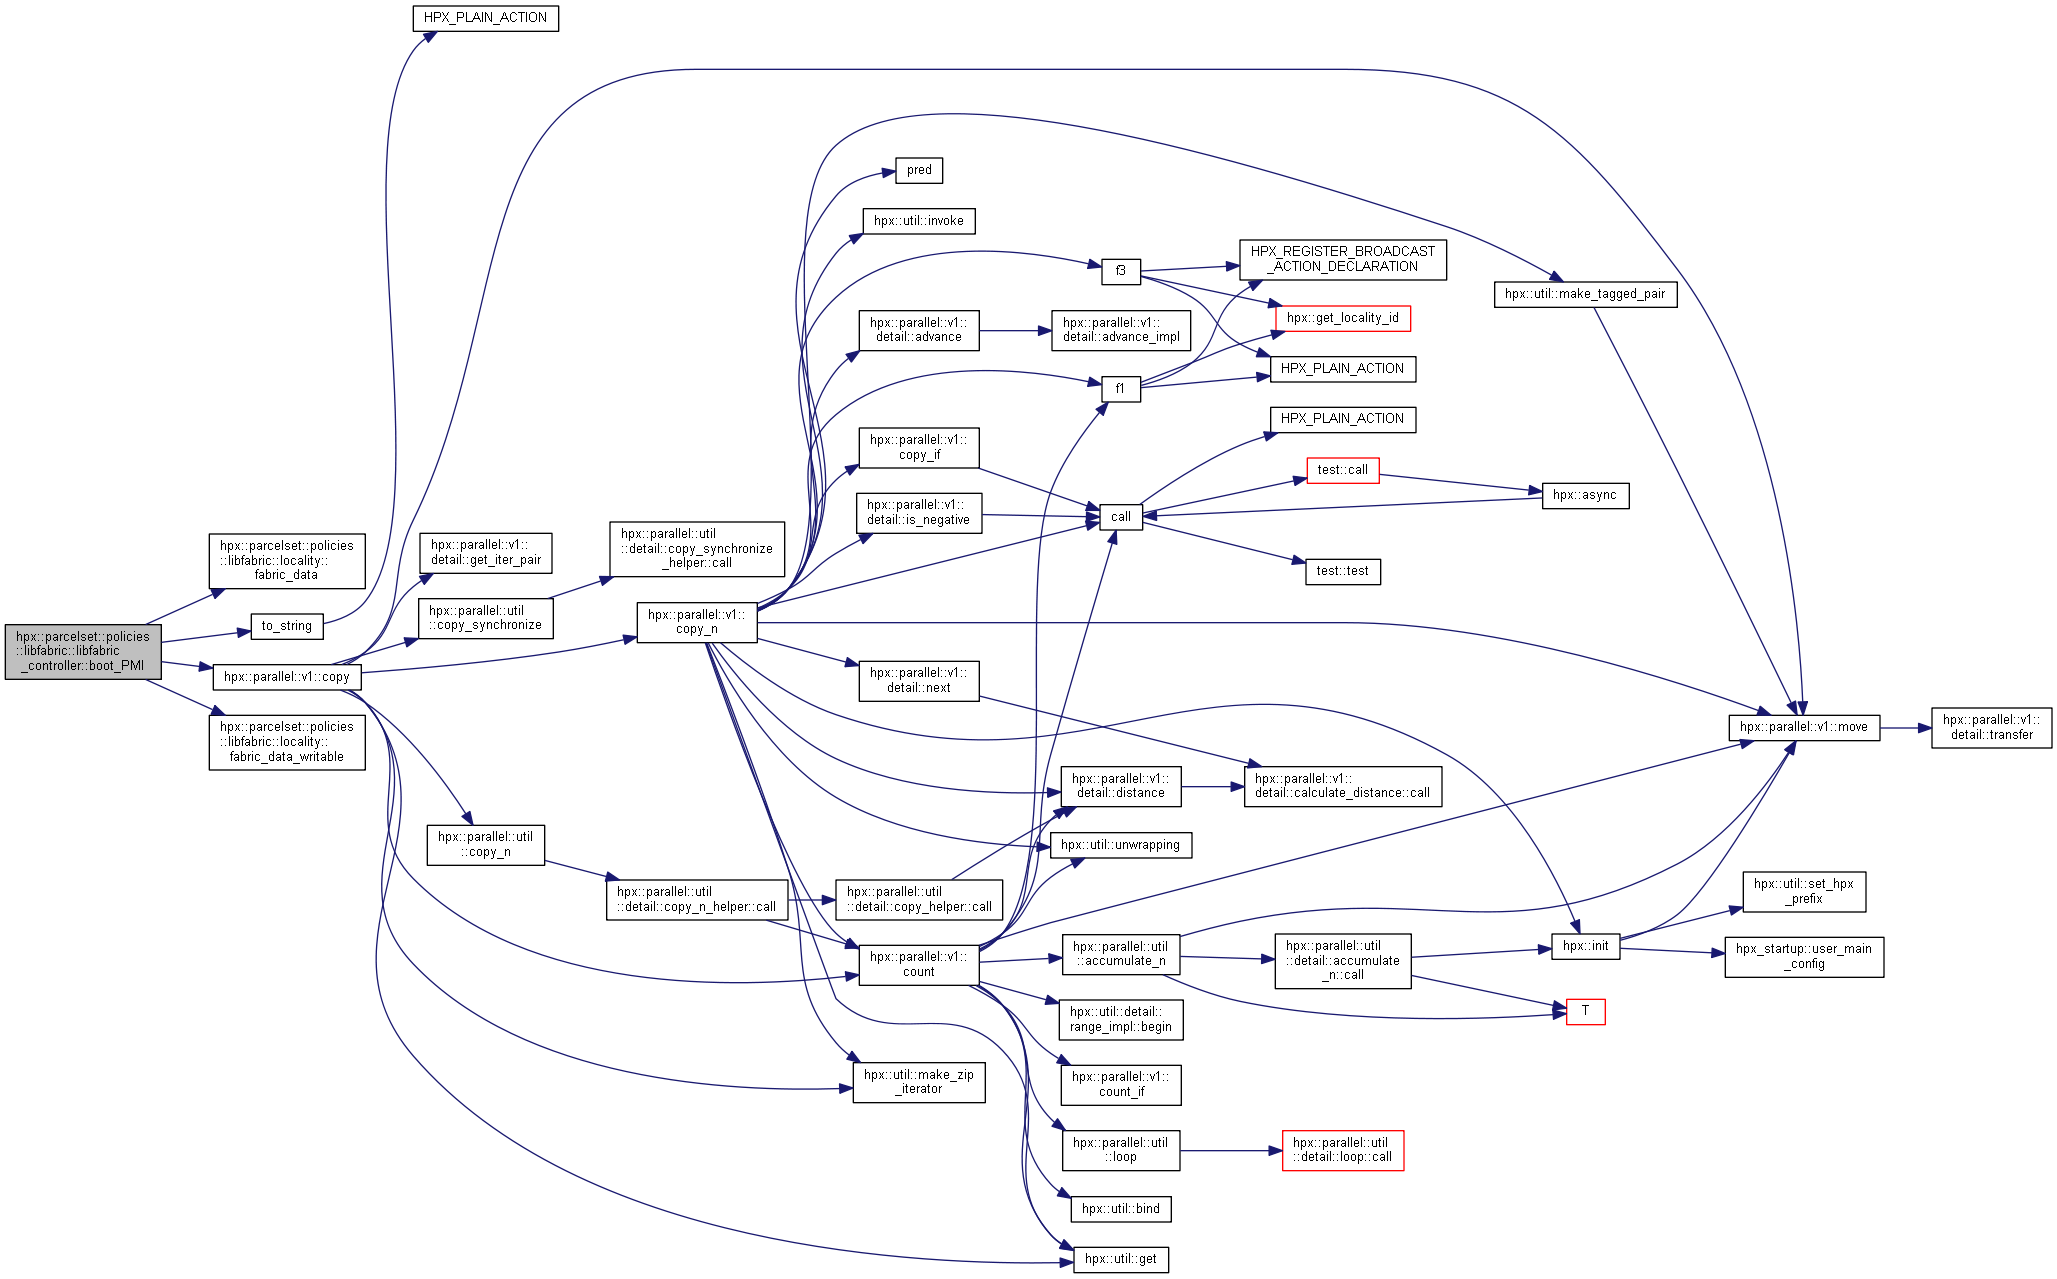 HPX_PLAIN_ACTION
pred
hpx::util::invoke
f3
HPX_REGISTER_BROADCAST
_ACTION_DECLARATION
hpx::util::make_tagged_pair
hpx::get_locality_id
hpx::parallel::v1::
detail::advance
hpx::parallel::v1::
detail::advance_impl
HPX_PLAIN_ACTION
f1
HPX_PLAIN_ACTION
hpx::parallel::v1::
copy_if
test::call
hpx::async
hpx::parallel::v1::
detail::is_negative
call
hpx::parallel::util
::detail::copy_synchronize
_helper::call
hpx::parcelset::policies
::libfabric::locality::
fabric_data
hpx::parallel::v1::
detail::get_iter_pair
test::test
to_string
hpx::parallel::util
::copy_synchronize
hpx::parallel::v1::
copy_n
hpx::parcelset::policies
::libfabric::libfabric
_controller::boot_PMI
hpx::parallel::v1::copy
hpx::parallel::v1::
detail::next
hpx::parcelset::policies
::libfabric::locality::
fabric_data_writable
hpx::parallel::v1::move
hpx::parallel::v1::
detail::transfer
hpx::parallel::v1::
detail::distance
hpx::parallel::v1::
detail::calculate_distance::call
hpx::parallel::util
::copy_n
hpx::util::unwrapping
hpx::parallel::util
::detail::copy_n_helper::call
hpx::parallel::util
::detail::copy_helper::call
hpx::util::set_hpx
_prefix
hpx::parallel::v1::
count
hpx::parallel::util
::accumulate_n
hpx::parallel::util
::detail::accumulate
_n::call
hpx::init
hpx_startup::user_main
_config
hpx::util::detail::
range_impl::begin
T
hpx::util::make_zip
_iterator
hpx::parallel::v1::
count_if
hpx::parallel::util
::loop
hpx::parallel::util
::detail::loop::call
hpx::util::bind
hpx::util::get